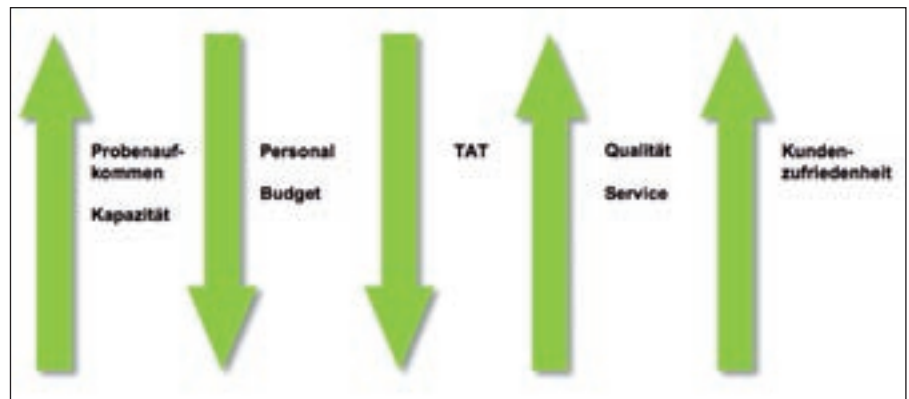 Probenauf-
kommen
Kapazität
Personal
Budget
TAT
Qualität
Service
Kunden-
zufriedenheit